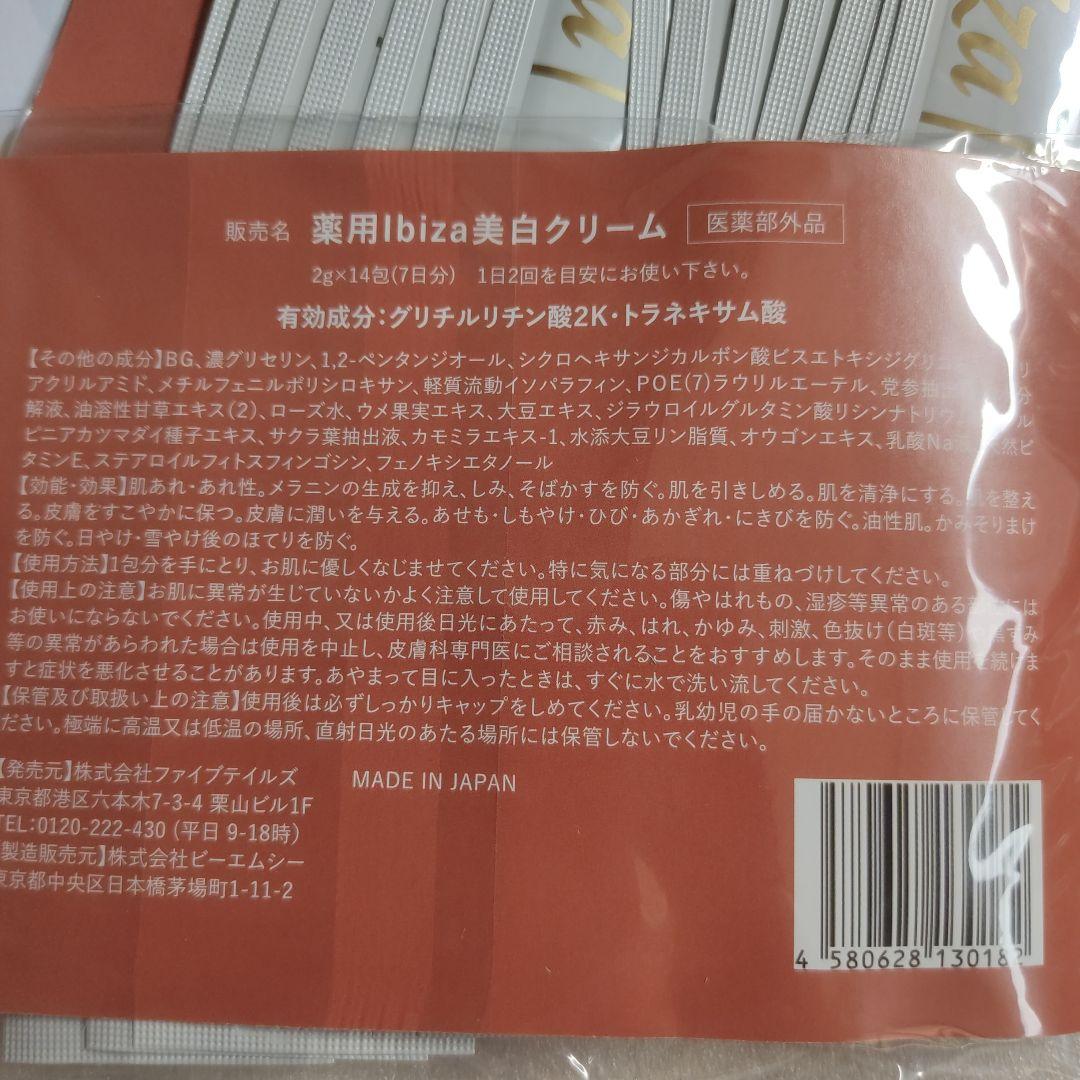 za
za
販売名 薬用Ibiza美白クリーム 医薬部外品
2g×14包(7日分) 1日2回を目安にお使い下さい。
有効成分:グリチルリチン酸2K・トラネキサム酸
【その他の成分】BG、濃グリセリン、1,2-ペンタンジオール、シクロヘキサンジカルボン酸ビスエトキシジグリコ
アクリルアミド、メチルフェニルポリシロキサン、軽質流動イソパラフィン、POE(7)ラウリルエーテル、党参抽出
解液、油溶性甘草エキス(2)、ローズ水、ウメ果実エキス、大豆エキス、ジラウロイルグルタミン酸リシンナトリウ
ピニアカツマダイ種子エキス、サクラ葉抽出液、カモミラエキス-1、水添大豆リン脂質、オウゴンエキス、乳酸Na液、天然ビ
タミンE、ステアロイルフィトスフィンゴシン、フェノキシエタノール
【効能・効果】肌あれ・あれ性。メラニンの生成を抑え、しみ、そばかすを防ぐ。肌を引きしめる。肌を清浄にする。肌を整え
る。皮膚をすこやかに保つ。皮膚に潤いを与える。あせも・しもやけ・ひび・あかぎれ・にきびを防ぐ。油性肌。かみそりまけ
を防ぐ。日やけ・雪やけ後のほてりを防ぐ。
【使用方法】1包分を手にとり、お肌に優しくなじませてください。特に気になる部分には重ねづけしてください。
【使用上の注意】お肌に異常が生じていないかよく注意して使用してください。傷やはれもの、湿疹等異常のある部位には
お使いにならないでください。使用中、又は使用後日光にあたって、赤み、はれ、かゆみ、刺激、色抜け(白斑等)や黒ずみ
等の異常があらわれた場合は使用を中止し、皮膚科専門医にご相談されることをおすすめします。そのまま使用を続けま
すと症状を悪化させることがあります。あやまって目に入ったときは、すぐに水で洗い流してください。
【保管及び取扱い上の注意】使用後は必ずしっかりキャップをしめてください。乳幼児の手の届かないところに保管してく
ださい。極端に高温又は低温の場所、直射日光のあたる場所には保管しないでください。
【発売元】株式会社ファイブテイルズ MADE IN JAPAN
東京都港区六本木7-3-4 栗山ビル1F
TEL:0120-222-430 (平日 9-18時)
【製造販売元】株式会社ビーエムシー
東京都中央区日本橋茅場町1-11-2
4 580628 130182